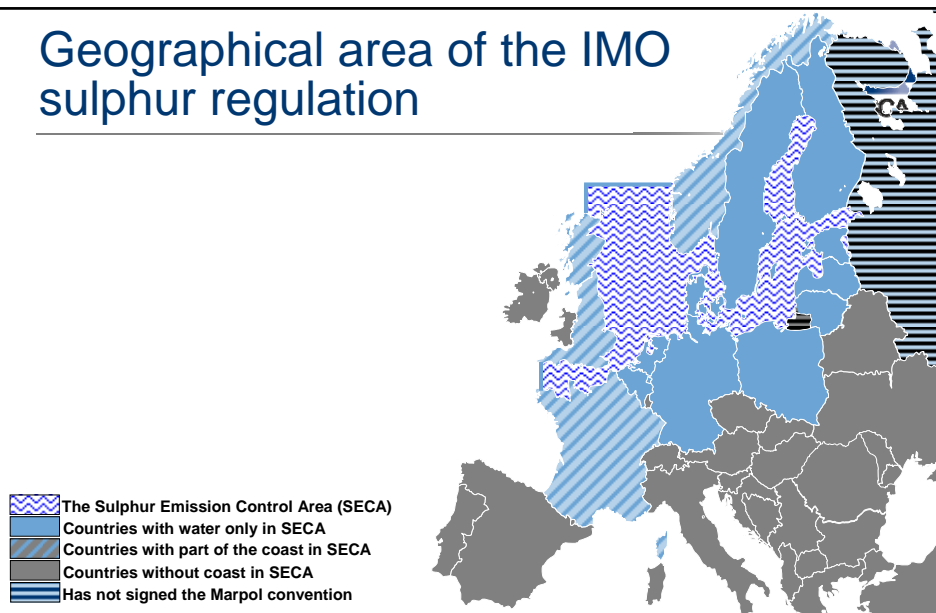 Geographical area of the IMO
sulphur regulation
CA
The Sulphur Emission Control Area (SECA)
Countries with water only in SECA
Countries with part of the coast in SECA
Countries without coast in SECA
Has not signed the Marpol convention